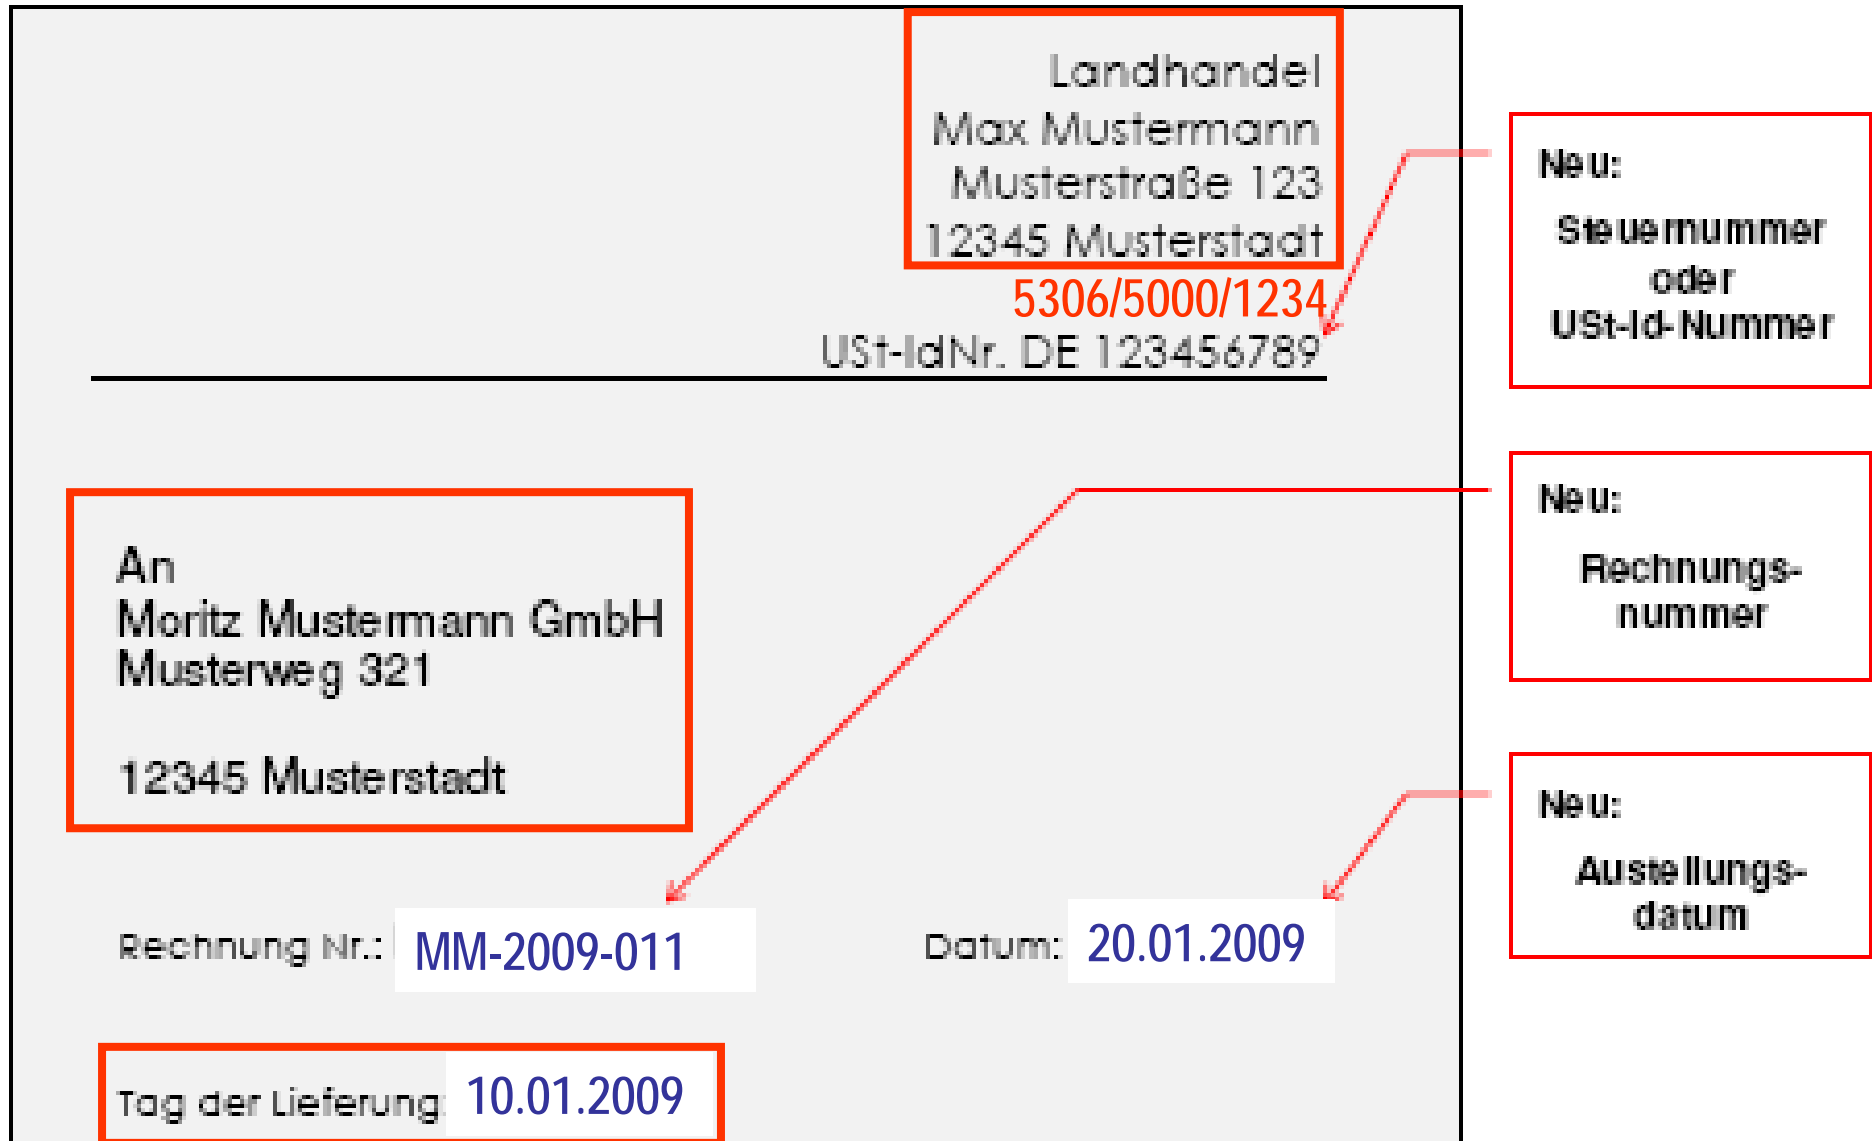 Landhandel
Max Mustermann
Musterstraße 123
12345 Musterstadt
5306/5000/1234
USt-IdNr. DE 123456789
Neu:
Steuernummer
oder
USt-Id-Nummer
An
Moritz Mustermann GmbH
Musterweg 321
12345 Musterstadt
Neu:
Rechnungs-
nummer
Neu:
Austellungs-
datum
Rechnung Nr.: MM-2009-011
Datum: 20.01.2009
Tag der Lieferung: 10.01.2009